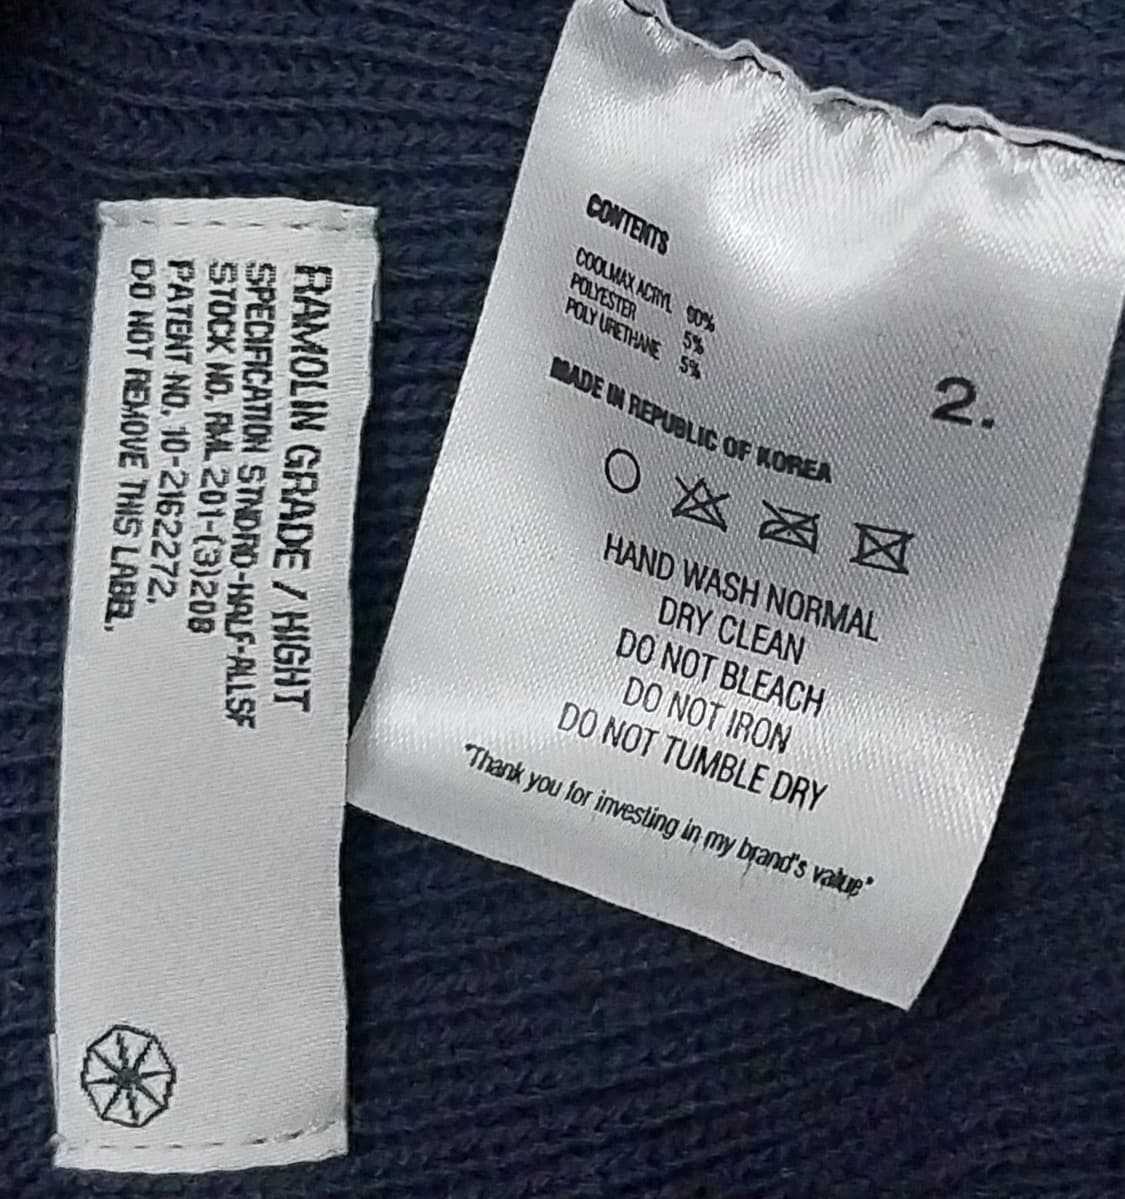 RAMOLIN GRADE / HIGHT
SPECIFICATION STNDRD-HALF-ALLSF
STOCK NO. RML 201-(3)208
PATENT NO. 10-2162272.
DO NOT REMOVE THIS LABEL.
CONTENTS
COOLMAX ACTRYL 90%
POLYESTER 5%
POLY URETHANE 5%
2.
MADE IN REPUBLIC OF KOREA
HAND WASH NORMAL
DRY CLEAN
DO NOT BLEACH
DO NOT IRON
DO NOT TUMBLE DRY
"Thank you for investing in my brand's value"